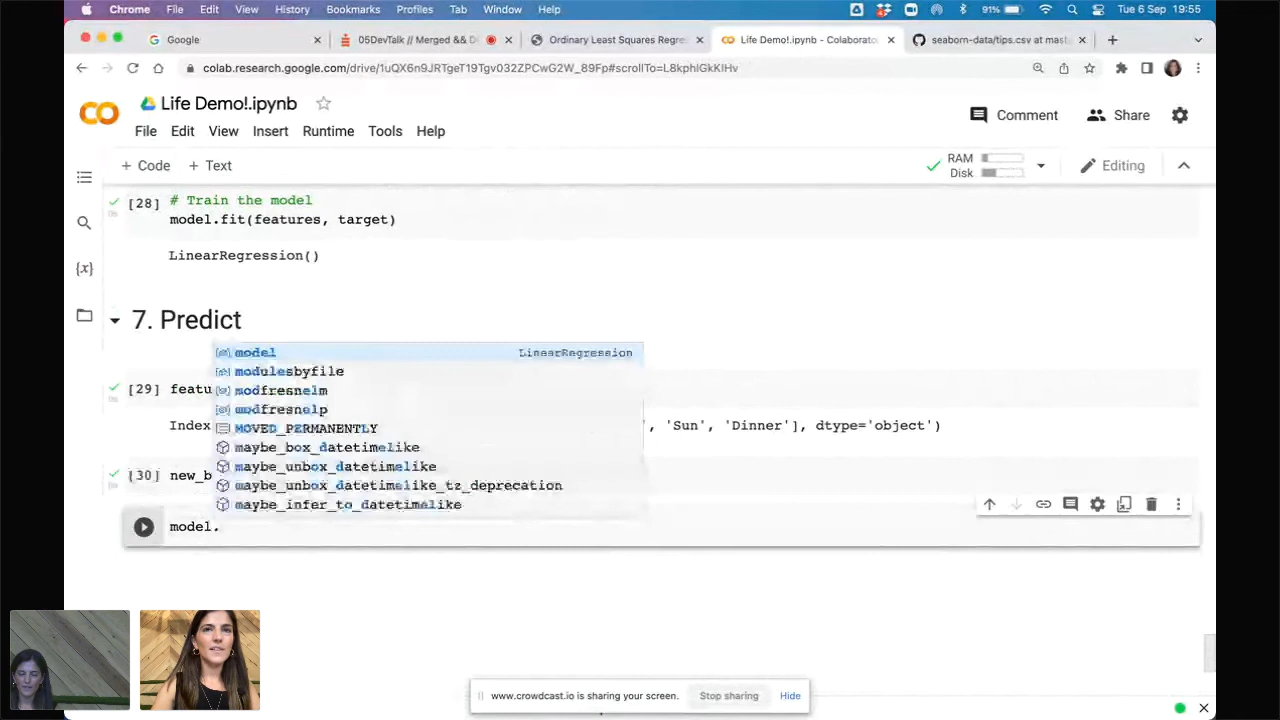 Chrome File Edit View History Bookmarks Profiles Tab Window Help 91% Tue 6 Sep 19:55
Google 05DevTalk // Merged && D Ordinary Least Squares Regre Life Demo!.ipynb - Colaborato seaborn-data/tips.csv at mast
colab.research.google.com/drive/1uQX6n9JRTgeT19Tgv032ZPCwG2W_89Fp#scrollTo=L8kphIGkKIHv
Life Demo!.ipynb
File Edit View Insert Runtime Tools Help
Comment Share
+ Code + Text
RAM
Disk
Editing
[28] # Train the model
model.fit(features, target)
LinearRegression()
7. Predict
model LinearRegression
modulesbyfile
[29] featu
modfresnelm
modfresnelp
Index
MOVED_PERMANENTLY
', 'Sun', 'Dinner'], dtype='object')
maybe_box_datetimelike
maybe_unbox_datetimelike
[30] new_b
maybe_unbox_datetimelike_tz_deprecation
maybe_infer_to_datetimelike
model.
www.crowdcast.io is sharing your screen. Stop sharing Hide